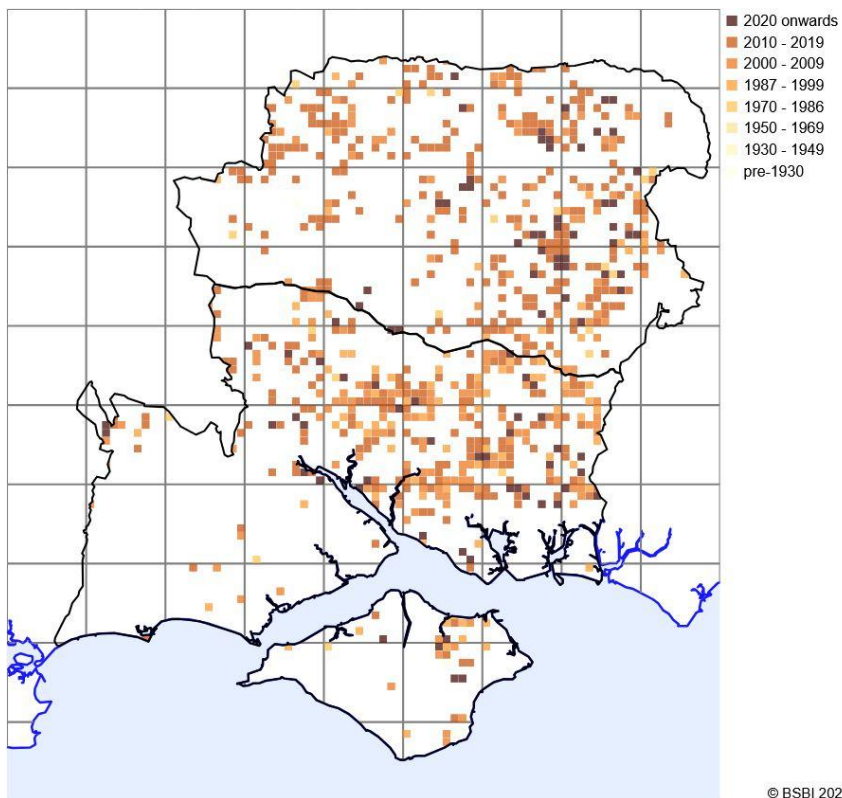 2020 onwards
2010 - 2019
2000 - 2009
1987 - 1999
1970 - 1986
1950 - 1969
1930 - 1949
pre-1930
© BSBI 202